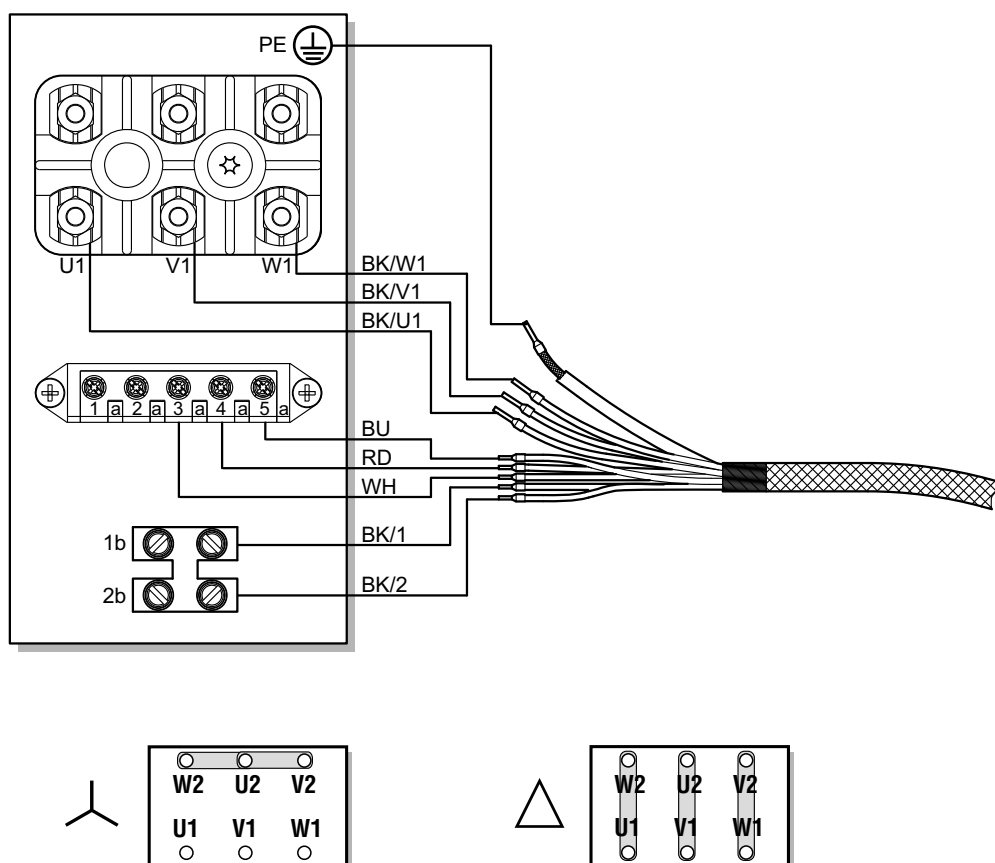 PE
U1 V1 W1
BK/W1
BK/V1
BK/U1
1 a 2 a 3 a 4 a 5 a
BU
RD
WH
1b
BK/1
2b
BK/2
W2 U2 V2
U1 V1 W1
W2 U2 V2
U1 V1 W1